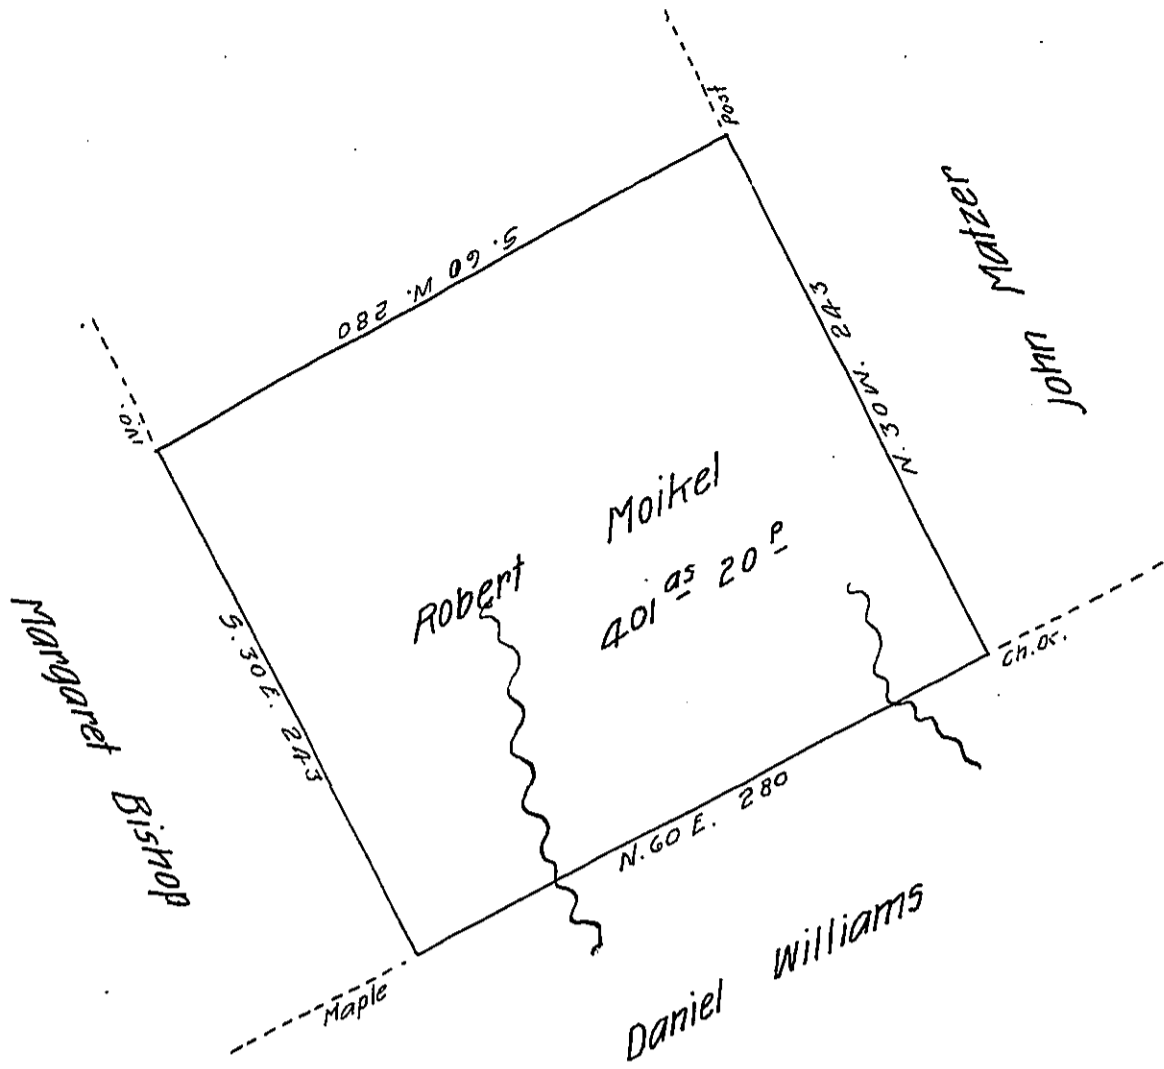 Post
John Matzer
S. 60 W. 280
N. 30 W. 243
W.O.
Robert Moikel
401 as 20 P
Margaret Bishop
S. 30 E. 243
Ch.Oc.
N. 60 E. 280
Maple
Daniel Williams